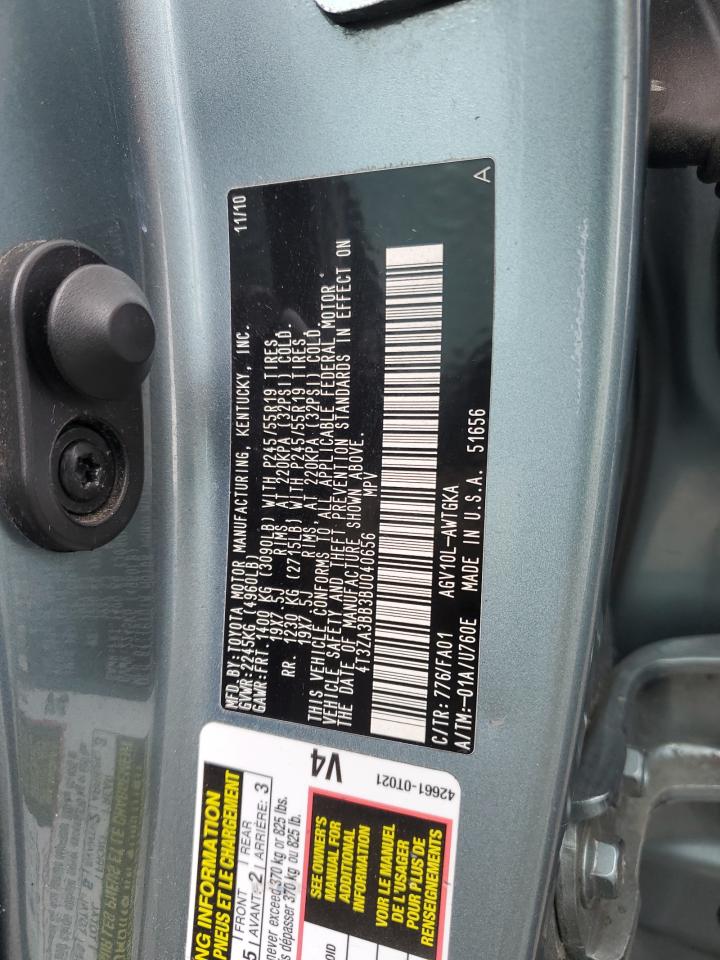 MFD.BY:TOYOTA MOTOR MANUFACTURING, KENTUCKY, INC. 11/10
GVWR:2245KG (4960LB)
GAWR:FRT. 1400 KG (3090LB) WITH P245/55R19 TIRES,
19X7.5J RIMS, AT 220KPA (32PSI) COLD.
RR. 1230 KG (2715LB) WITH P245/55R19 TIRES,
19X7.5J RIMS, AT 220KPA (32PSI) COLD.
THIS VEHICLE CONFORMS TO ALL APPLICABLE FEDERAL MOTOR
VEHICLE SAFETY AND THEFT PREVENTION STANDARDS IN EFFECT ON
THE DATE OF MANUFACTURE SHOWN ABOVE.
4T3ZA3BB3BU040656 MPV
C/TR: 776/FA01 AGV10L-AWTGKA
A/TM:-01A/U760E MADE IN U.S.A. 51656 A
V4
42661-0T021
NG INFORMATION
PNEUS ET LE CHARGEMENT
5 | FRONT 2 | REAR 3
AVANT: ARRIÈRE:
never exceed 370 kg or 825 lbs.
dépasser 370 kg ou 825 lb.
SEE OWNER'S
MANUAL FOR
ADDITIONAL
INFORMATION
VOIR LE MANUEL
DE L'USAGER
POUR PLUS DE
RENSEIGNEMENTS